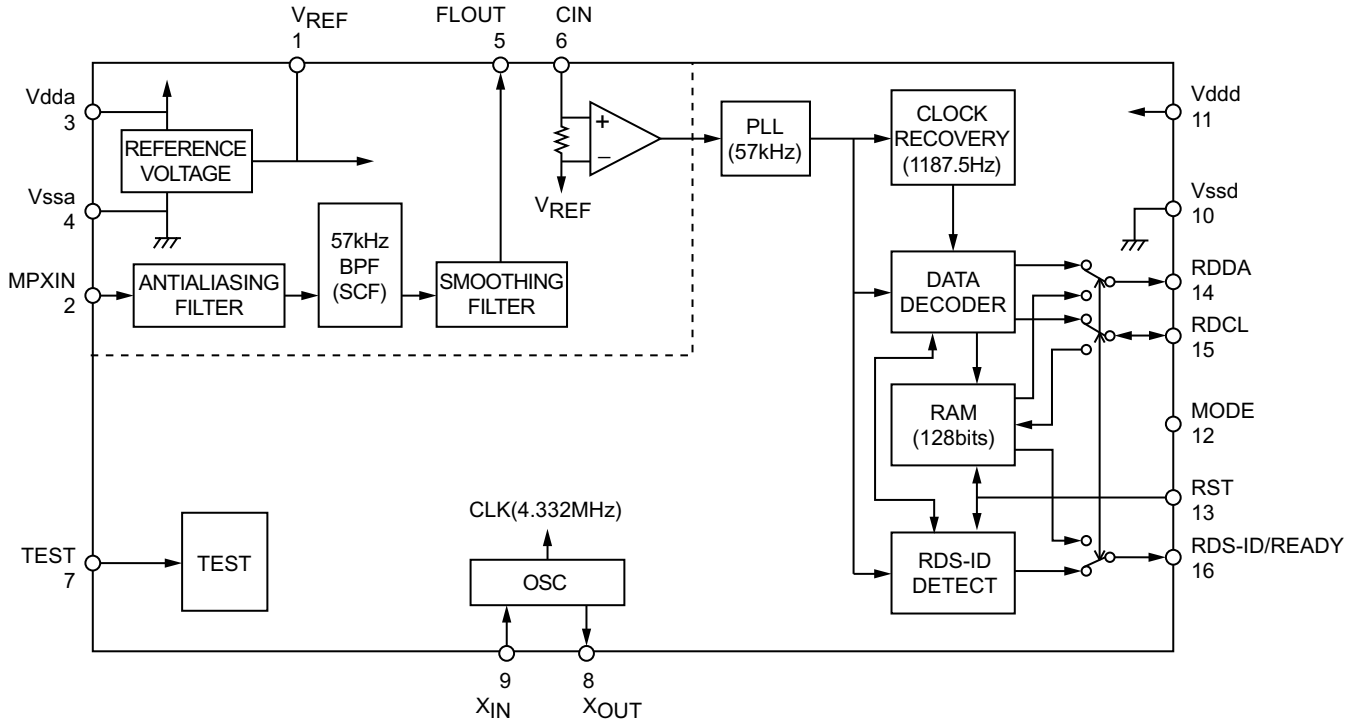 VREF
1
FLOUT
5
CIN
6
Vdda
3
REFERENCE
VOLTAGE
Vssa
4
MPXIN
2
ANTIALIASING
FILTER
57kHz
BPF
(SCF)
SMOOTHING
FILTER
+
−
VREF
PLL
(57kHz)
CLOCK
RECOVERY
(1187.5Hz)
Vddd
11
Vssd
10
DATA
DECODER
RDDA
14
RDCL
15
RAM
(128bits)
MODE
12
RST
13
RDS-ID
DETECT
RDS-ID/READY
16
TEST
7
TEST
CLK(4.332MHz)
OSC
9
XIN
8
XOUT